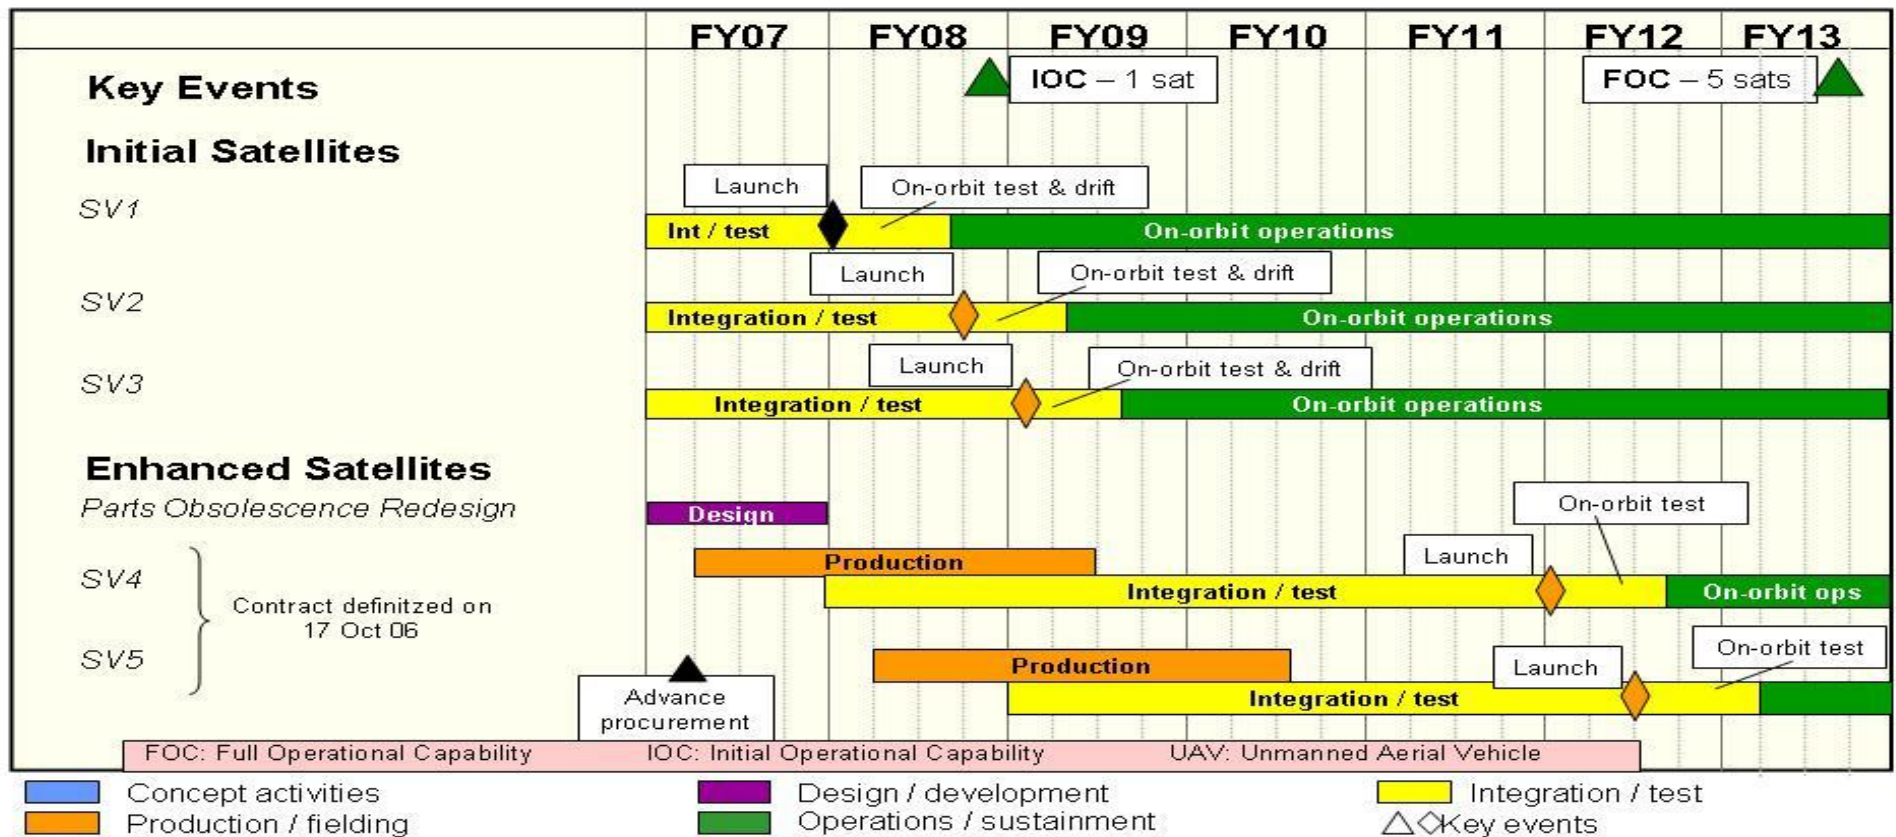 FY07 FY08 FY09 FY10 FY11 FY12 FY13
Key Events
IOC – 1 sat
FOC – 5 sats
Initial Satellites
SV1
Launch
On-orbit test & drift
Int / test
On-orbit operations
SV2
Launch
On-orbit test & drift
Integration / test
On-orbit operations
SV3
Launch
On-orbit test & drift
Integration / test
On-orbit operations
Enhanced Satellites
Parts Obsolescence Redesign
Design
SV4
Production
Launch
On-orbit test
Integration / test
On-orbit ops
Contract definitzed on
17 Oct 06
SV5
Advance
procurement
Production
Launch
On-orbit test
Integration / test
FOC: Full Operational Capability IOC: Initial Operational Capability UAV: Unmanned Aerial Vehicle
Concept activities
Design / development
Integration / test
Production / fielding
Operations / sustainment
Key events